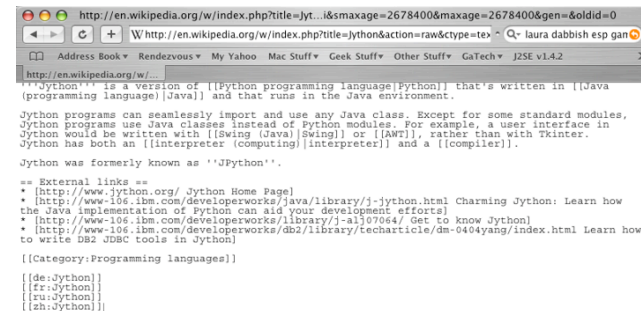 http://en.wikipedia.org/w/index.php?title=Jyt...i&smaxage=2678400&maxage=2678400&gen=&oldid=0
W http://en.wikipedia.org/w/index.php?title=Jython&action=raw&ctype=tex
laura dabbish esp gam
Address Book Rendezvous My Yahoo Mac Stuff Geek Stuff Other Stuff GaTech J2SE v1.4.2
http://en.wikipedia.org/w/...
'''Jython''' is a version of [[Python programming language|Python]] that's written in [[Java
(programming language)|Java]] and that runs in the Java environment.
Jython programs can seamlessly import and use any Java class. Except for some standard modules,
Jython programs use Java classes instead of Python modules. For example, a user interface in
Jython would be written with [[Swing (Java)|Swing]] or [[AWT]], rather than with Tkinter.
Jython has both an [[interpreter (computing)|interpreter]] and a [[compiler]].
Jython was formerly known as ''JPython''.
== External links ==
* [http://www.jython.org/ Jython Home Page]
* [http://www-106.ibm.com/developerworks/java/library/j-jython.html Charming Jython: Learn how
the Java implementation of Python can aid your development efforts]
* [http://www-106.ibm.com/developerworks/library/j-alj07064/ Get to know Jython]
* [http://www-106.ibm.com/developerworks/db2/library/techarticle/dm-0404yang/index.html Learn how
to write DB2 JDBC tools in Jython]
[[Category:Programming languages]]
[[de:Jython]]
[[fr:Jython]]
[[ru:Jython]]
[[zh:Jython]]